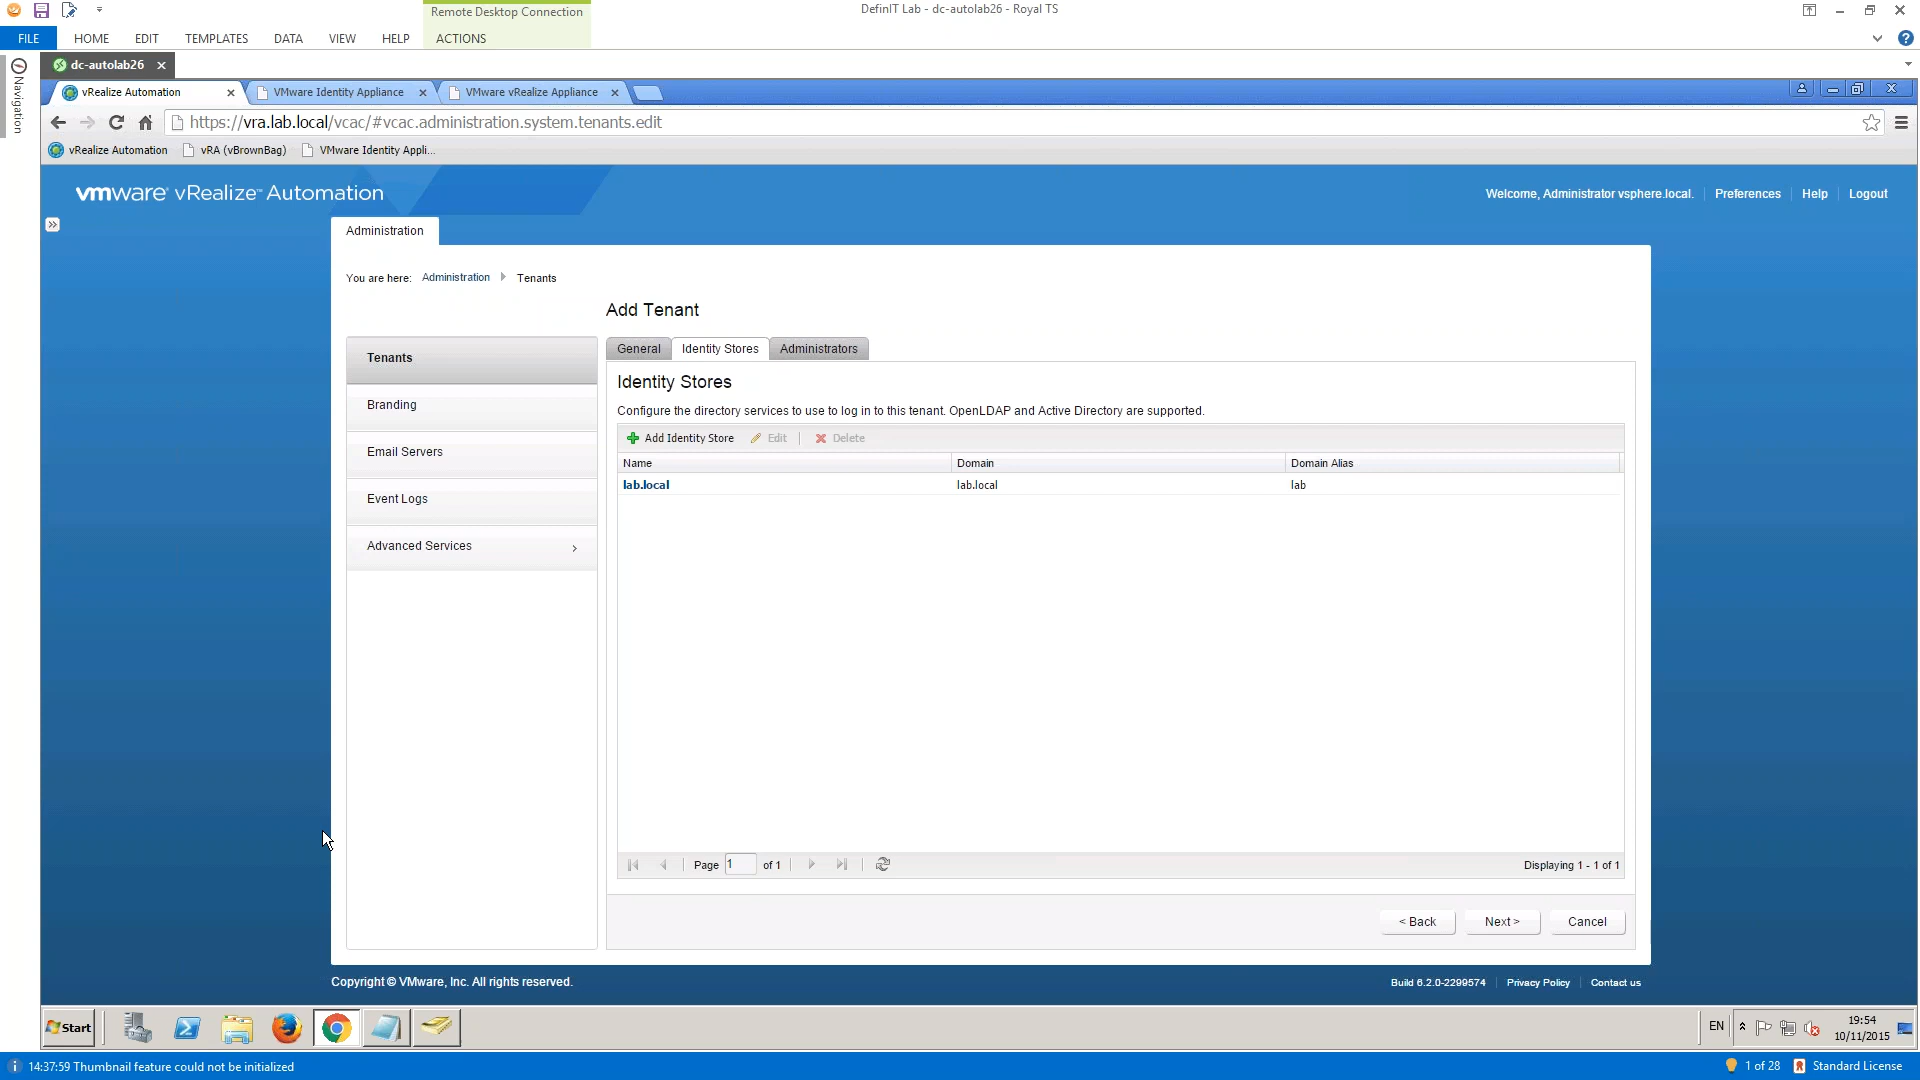 Remote Desktop Connection
DefinIT Lab - dc-autolab26 - Royal TS
FILE HOME EDIT TEMPLATES DATA VIEW HELP ACTIONS
Navigation
dc-autolab26
vRealize Automation VMware Identity Appliance VMware vRealize Appliance
https://vra.lab.local/vcac/#vcac.administration.system.tenants.edit
vRealize Automation vRA (vBrownBag) VMware Identity Appli...
vmware vRealize™ Automation
Welcome, Administrator vsphere.local. Preferences Help Logout
Administration
You are here: Administration Tenants
Add Tenant
Tenants
Branding
Email Servers
Event Logs
Advanced Services
General Identity Stores Administrators
Identity Stores
Configure the directory services to use to log in to this tenant. OpenLDAP and Active Directory are supported.
Add Identity Store Edit Delete
Name Domain Domain Alias
lab.local lab.local lab
Page 1 of 1 Displaying 1 - 1 of 1
< Back Next > Cancel
Copyright © VMware, Inc. All rights reserved.
Build 6.2.0-2299574 Privacy Policy Contact us
Start
EN
19:54
10/11/2015
14:37:59 Thumbnail feature could not be initialized
1 of 28 Standard License